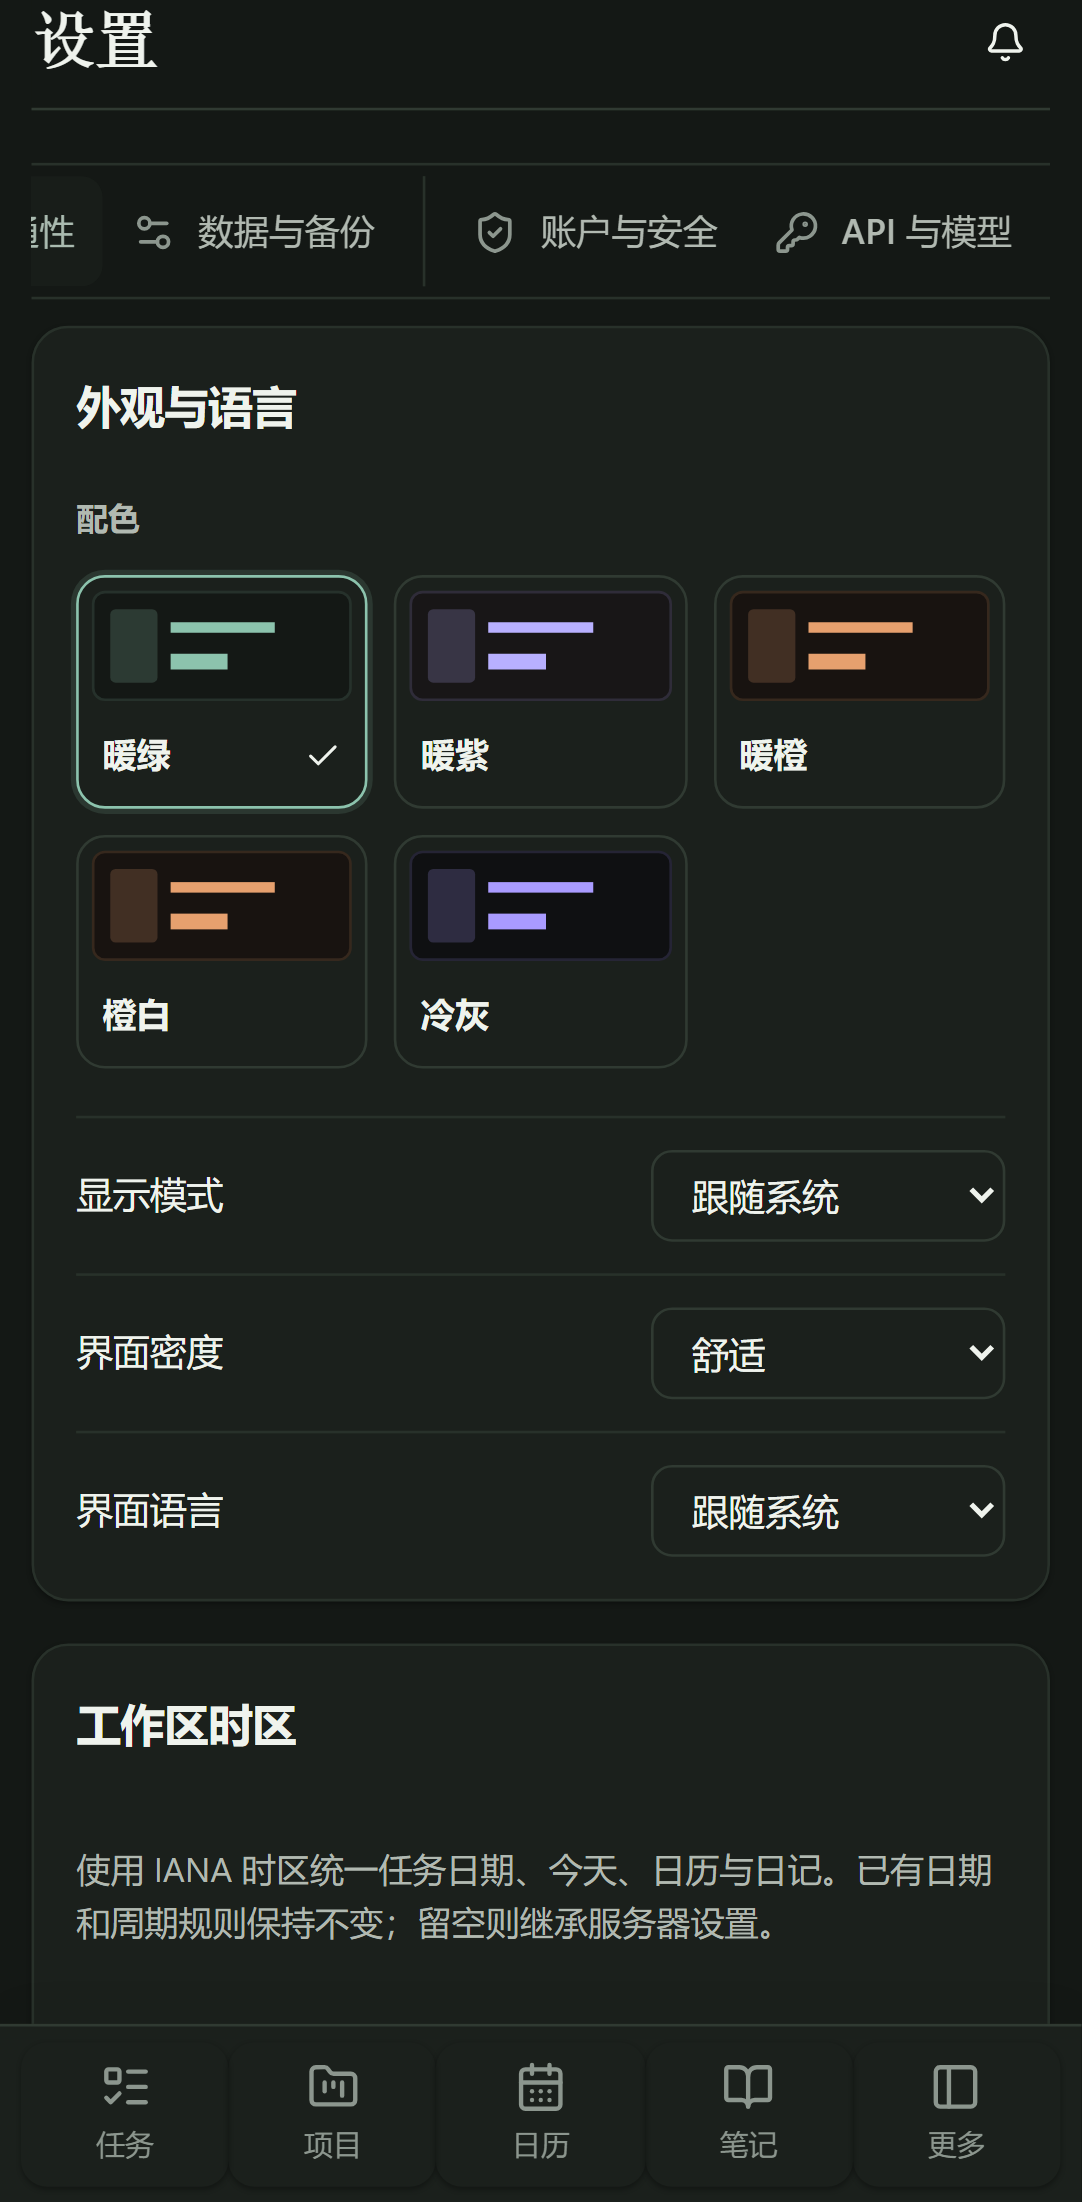 设置
性
数据与备份
账户与安全
API 与模型
外观与语言
配色
暖绿
暖紫
暖橙
橙白
冷灰
显示模式
跟随系统
界面密度
舒适
界面语言
跟随系统
工作区时区
使用 IANA 时区统一任务日期、今天、日历与日记。已有日期
和周期规则保持不变；留空则继承服务器设置。
任务
项目
日历
笔记
更多